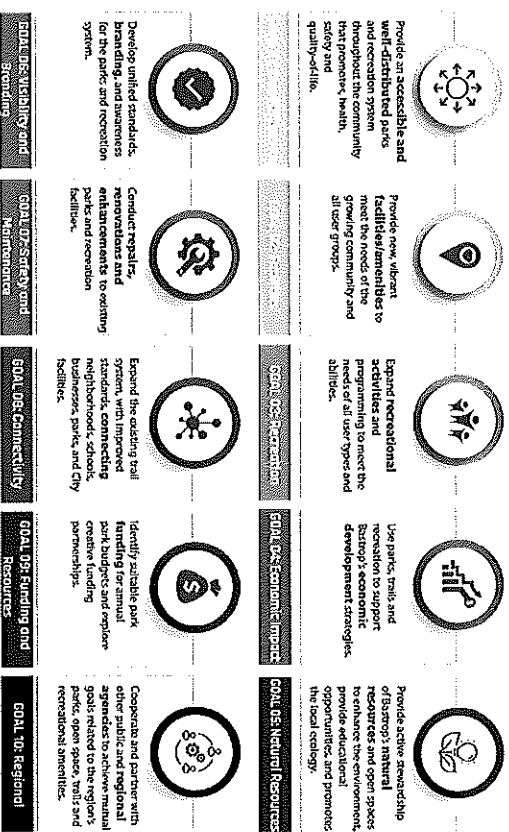 Provide an accessible and
well-distributed parks
and recreation system
throughout the community
that promotes, health,
safety and
quality-of-life.
Provide new, vibrant
facilities/amenities to
meet the needs of the
growing community and
all user groups.
Expand recreational
activities and
programming to meet the
needs of all user types and
abilities.
GOAL 03: Recreation
Use parks, trails and
recreation to support
Bastrop's economic
development strategies.
GOAL 04: Economic Impact
Provide active stewardship
of Bastrop's natural
resources and open spaces
to enhance the environment,
provide educational
opportunities, and promotes
the local ecology.
GOAL 05: Natural Resources
Develop unified standards,
branding, and awareness
for the parks and recreation
system.
GOAL 06: Visibility and
Branding
Conduct repairs,
renovations and
enhancements to existing
parks and recreation
facilities.
GOAL 07: Safety and
Maintenance
Expand the existing trail
system, with improved
standards, connecting
neighborhoods, schools,
businesses, parks, and City
facilities.
GOAL 08: Connectivity
Identify suitable park
funding for annual
park budgets and explore
creative funding
partnerships.
GOAL 09: Funding and
Resources
Cooperate and partner with
other public and regional
agencies to achieve mutual
goals related to the region's
parks, open space, trails and
recreational amenities.
GOAL 10: Regional